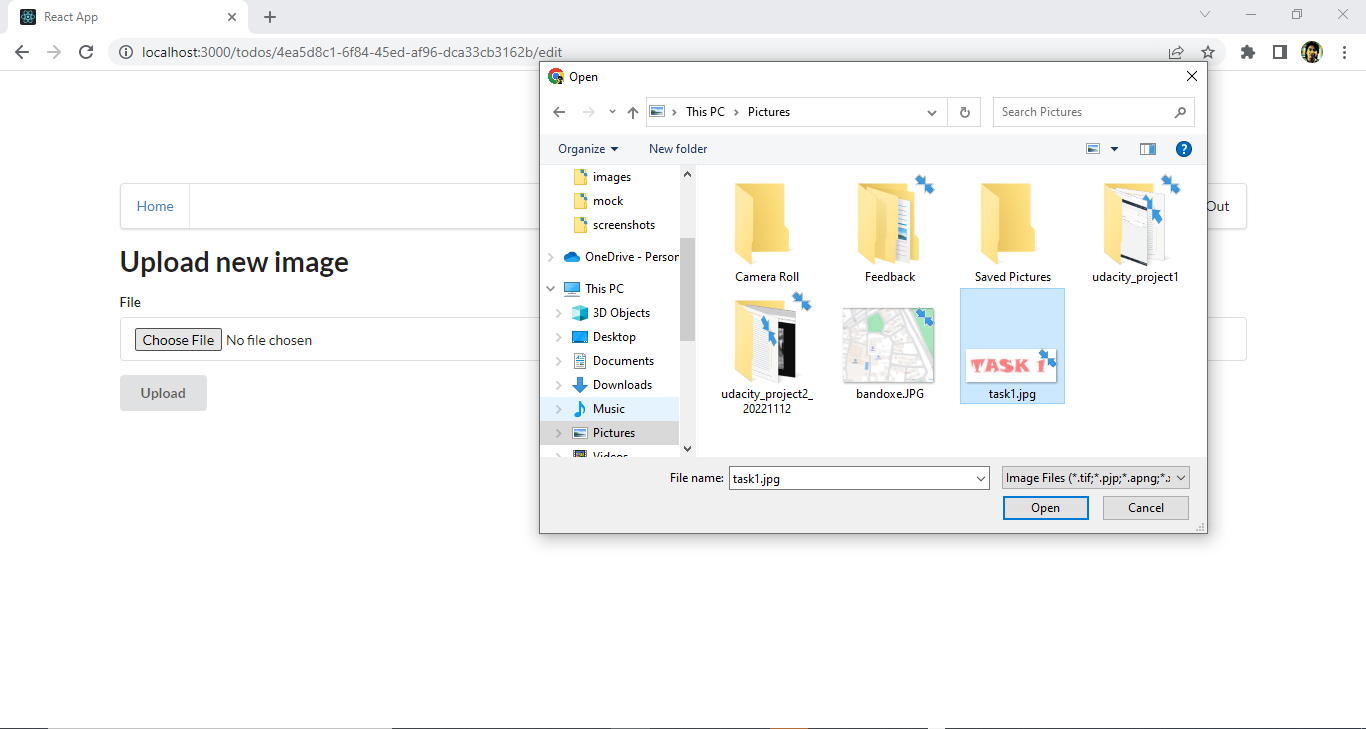 React App
localhost:3000/todos/4ea5d8c1-6f84-45ed-af96-dca33cb3162b/edit
Open
This PC
Pictures
Search Pictures
Organize
New folder
images
mock
screenshots
OneDrive - Person
This PC
3D Objects
Desktop
Documents
Downloads
Music
Pictures
Videos
Camera Roll
Feedback
Saved Pictures
udacity_project1
udacity_project2_
20221112
bandoxe.JPG
TASK 1
task1.jpg
File name:
task1.jpg
Image Files (*.tif;*.pjp;*.apng;*.x
Open
Cancel
Home
Out
Upload new image
File
Choose File No file chosen
Upload